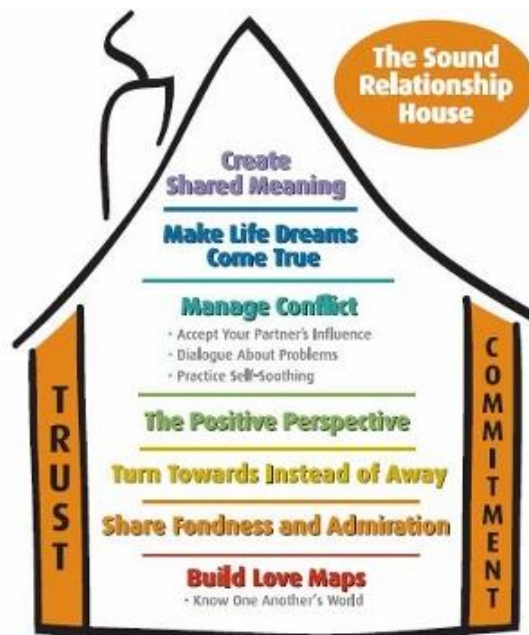 The Sound
Relationship
House
Create
Shared Meaning
Make Life Dreams
Come True
Manage Conflict
• Accept Your Partner's Influence
• Dialogue About Problems
• Practice Self-Soothing
The Positive Perspective
Turn Towards Instead of Away
Share Fondness and Admiration
Build Love Maps
• Know One Another's World
TRUST
COMMITMENT